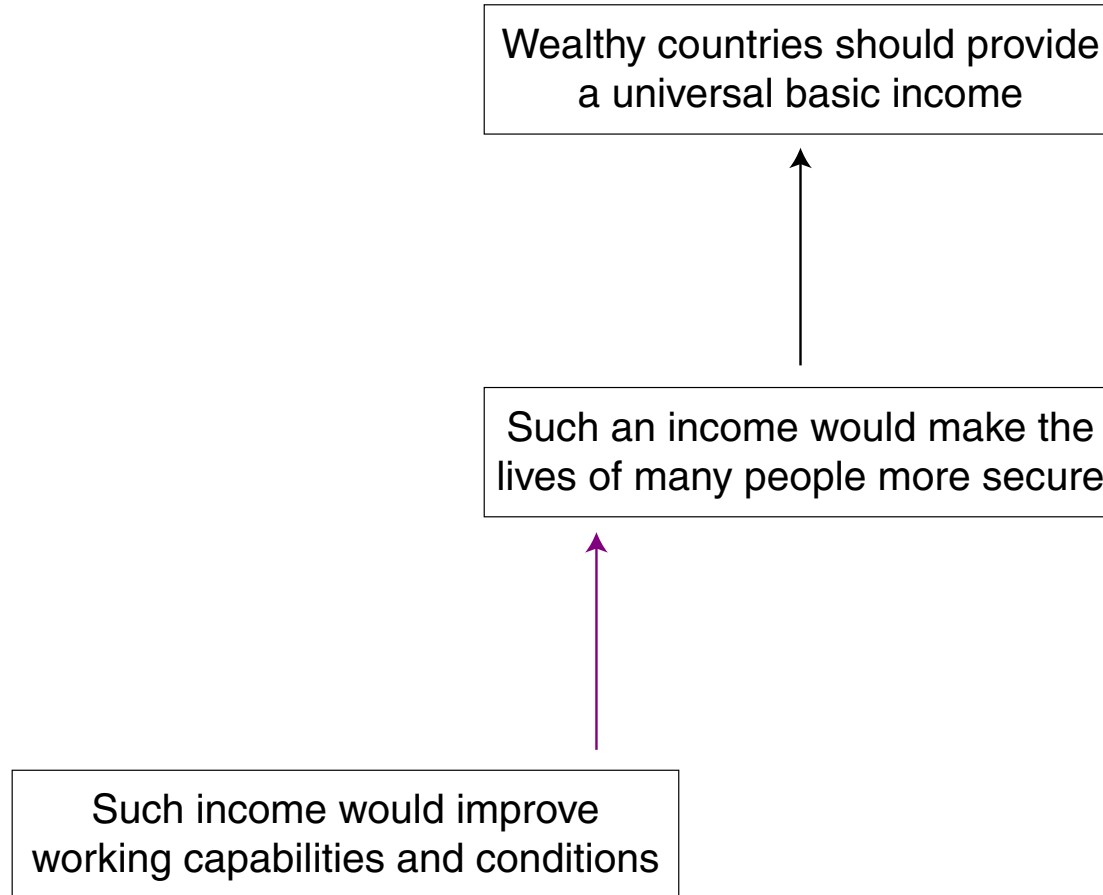 Wealthy countries should provide
a universal basic income
Such an income would make the
lives of many people more secure
Such income would improve
working capabilities and conditions